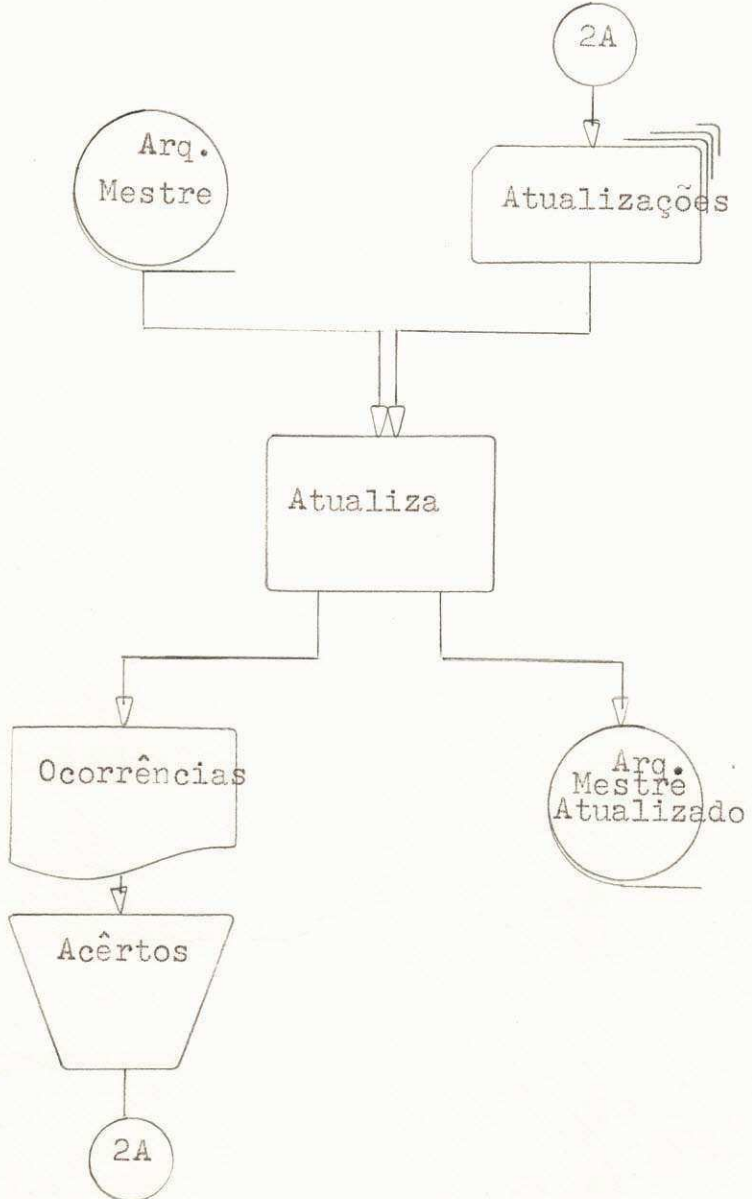 2A
Arq.
Mestre
Atualizações
Atualiza
Ocorrências
Arq.
Mestre
Atualizado
Acêrtos
2A